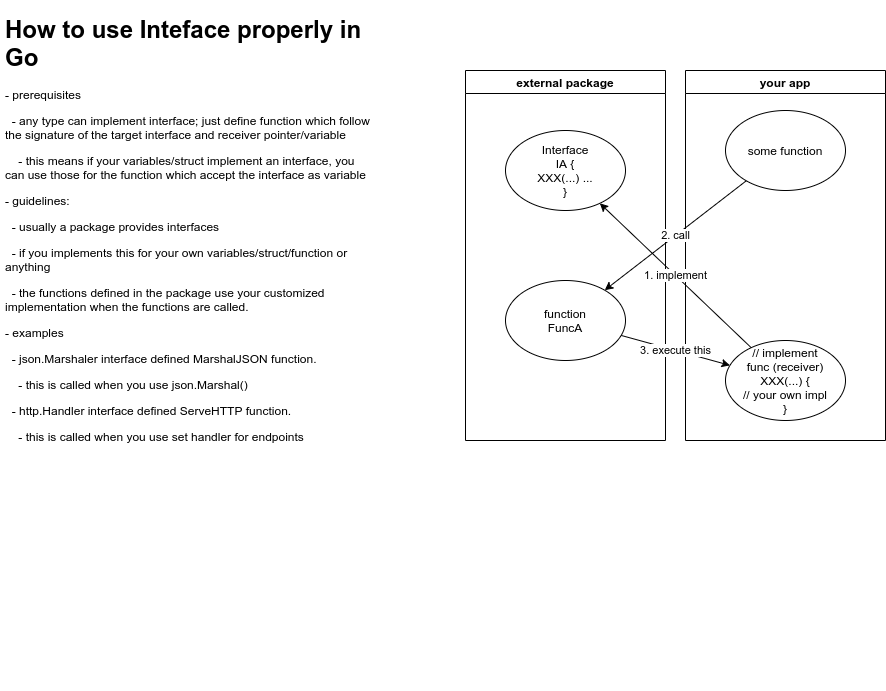 How to use Inteface properly in
Go
- prerequisites
- any type can implement interface; just define function which follow
the signature of the target interface and receiver pointer/variable
- this means if your variables/struct implement an interface, you
can use those for the function which accept the interface as variable
- guidelines:
- usually a package provides interfaces
- if you implements this for your own variables/struct/function or
anything
- the functions defined in the package use your customized
implementation when the functions are called.
- examples
- json.Marshaler interface defined MarshalJSON function.
- this is called when you use json.Marshal()
- http.Handler interface defined ServeHTTP function.
- this is called when you use set handler for endpoints
external package
Interface
IA {
XXX(...) ...
}
function
FuncA
your app
some function
2. call
1. implement
3. execute this
// implement
func (receiver)
XXX(...) {
// your own impl
}